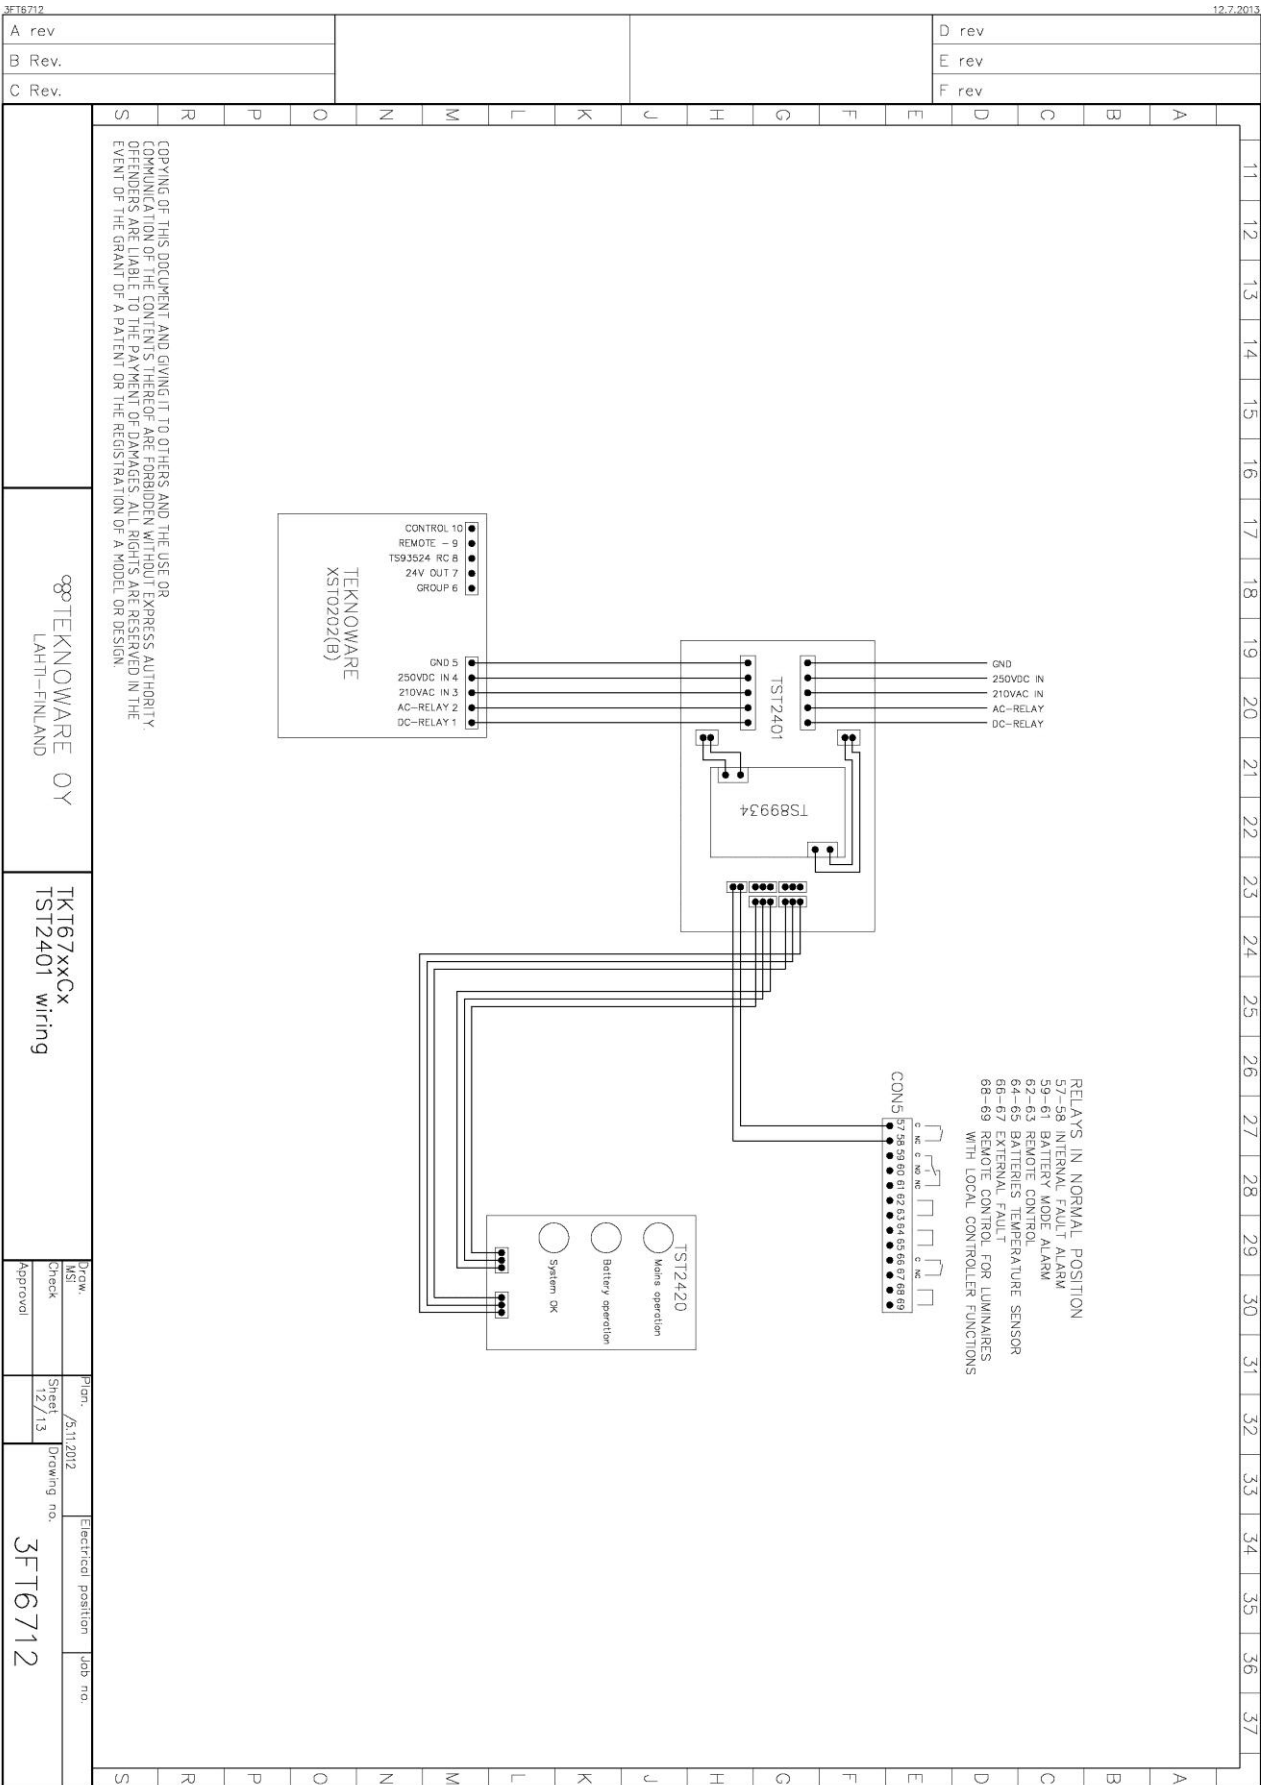 3FT6712
12.7.2013
A rev
B Rev.
C Rev.
D rev
E rev
F rev
S R P O N M L K J H G F E D C B A
11 12 13 14 15 16 17 18 19 20 21 22 23 24 25 26 27 28 29 30 31 32 33 34 35 36 37
COPYING OF THIS DOCUMENT AND GIVING IT TO OTHERS AND THE USE OR
COMMUNICATION OF THE CONTENTS THEREOF ARE FORBIDDEN WITHOUT EXPRESS AUTHORITY.
OFFENDERS ARE LIABLE TO THE PAYMENT OF DAMAGES. ALL RIGHTS ARE RESERVED IN THE
EVENT OF THE GRANT OF A PATENT OR THE REGISTRATION OF A MODEL OR DESIGN.
CONTROL 10
REMOTE - 9
TS93524 RC 8
24V OUT 7
GROUP 6
TEKNOWARE
XST0202(B)
GND 5
250VDC IN 4
210VAC IN 3
AC-RELAY 2
DC-RELAY 1
TST2401
GND
250VDC IN
210VAC IN
AC-RELAY
DC-RELAY
TS89934
RELAYS IN NORMAL POSITION
57-58 INTERNAL FAULT ALARM
59-61 BATTERY MODE ALARM
62-63 REMOTE CONTROL
64-65 BATTERIES TEMPERATURE SENSOR
66-67 EXTERNAL FAULT
68-69 REMOTE CONTROL FOR LUMINAIRES
WITH LOCAL CONTROLLER FUNCTIONS
C NC C NO NC C NC
CON5 57 58 59 60 61 62 63 64 65 66 67 68 69
TST2420
Mains operation
Battery operation
System OK
TEKNOWARE OY
LAHTI-FINLAND
TKT67xxCx
TST2401 wiring
Draw.
MSI
Check
Approval
Plan.
/5.11.2012
Sheet
12/13
Electrical position
Job no.
Drawing no.
3FT6712
S R P O N M L K J H G F E D C B A